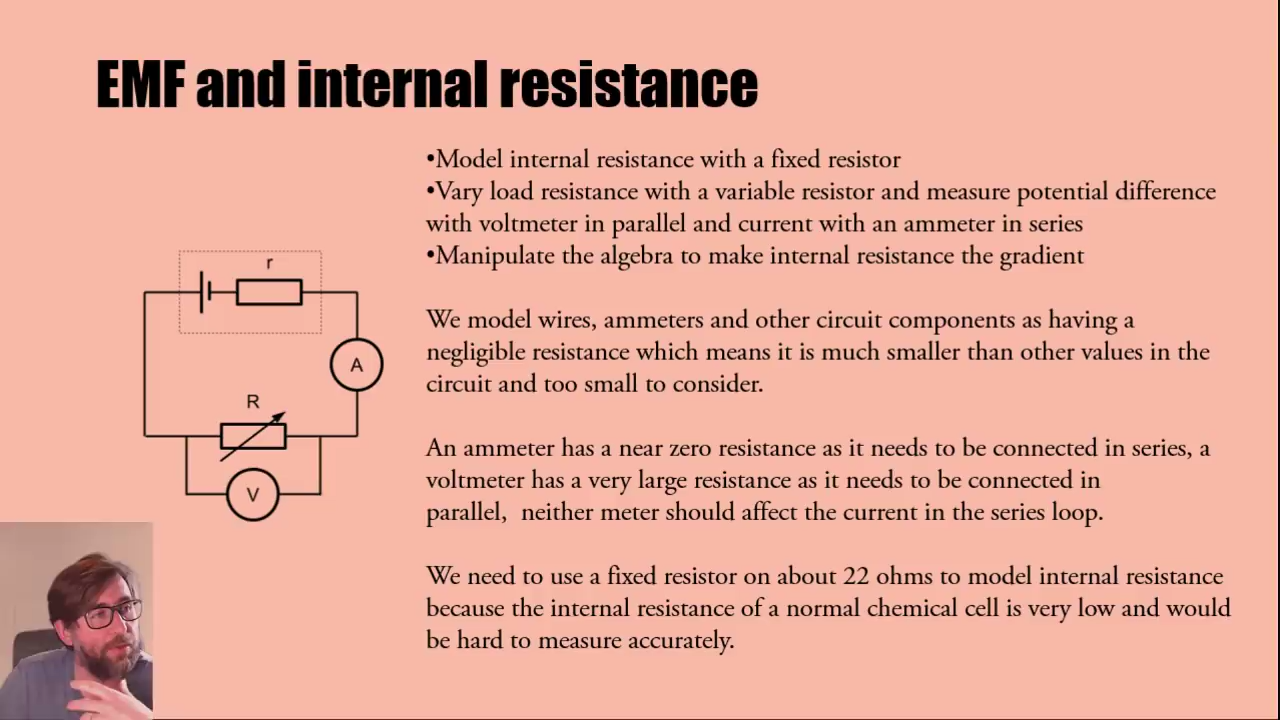 EMF and internal resistance
•Model internal resistance with a fixed resistor
•Vary load resistance with a variable resistor and measure potential difference
with voltmeter in parallel and current with an ammeter in series
•Manipulate the algebra to make internal resistance the gradient
r
A
R
V
We model wires, ammeters and other circuit components as having a
negligible resistance which means it is much smaller than other values in the
circuit and too small to consider.
An ammeter has a near zero resistance as it needs to be connected in series, a
voltmeter has a very large resistance as it needs to be connected in
parallel,  neither meter should affect the current in the series loop.
We need to use a fixed resistor on about 22 ohms to model internal resistance
because the internal resistance of a normal chemical cell is very low and would
be hard to measure accurately.